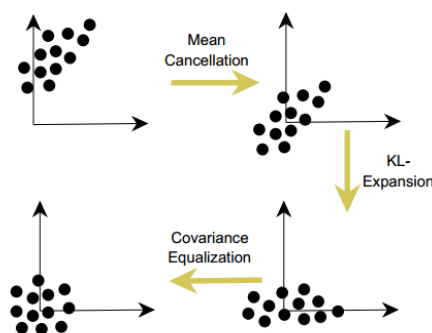 Mean
Cancellation
KL-
Expansion
Covariance
Equalization